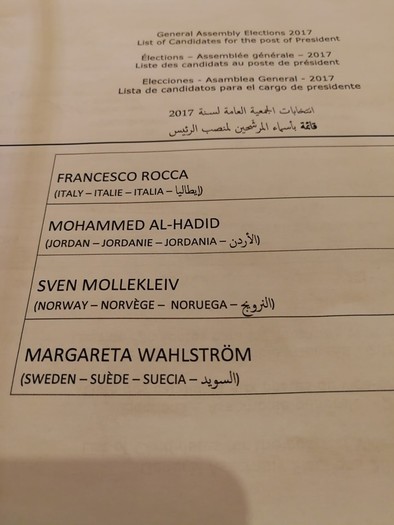 General Assembly Elections 2017
List of Candidates for the post of President
Élections – Assemblée générale – 2017
Liste des candidats au poste de président
Elecciones - Asamblea General - 2017
Lista de candidatos para el cargo de presidente
انتخابات الجمعية العامة لسنة 2017
قائمة بأسماء المرشحين لمنصب الرئيس
FRANCESCO ROCCA
(ITALY – ITALIE – ITALIA – إيطاليا)
MOHAMMED AL-HADID
(JORDAN – JORDANIE – JORDANIA – الأردن)
SVEN MOLLEKLEIV
(NORWAY – NORVÈGE – NORUEGA – النرويج)
MARGARETA WAHLSTRÖM
(SWEDEN – SUÈDE – SUECIA – السويد)